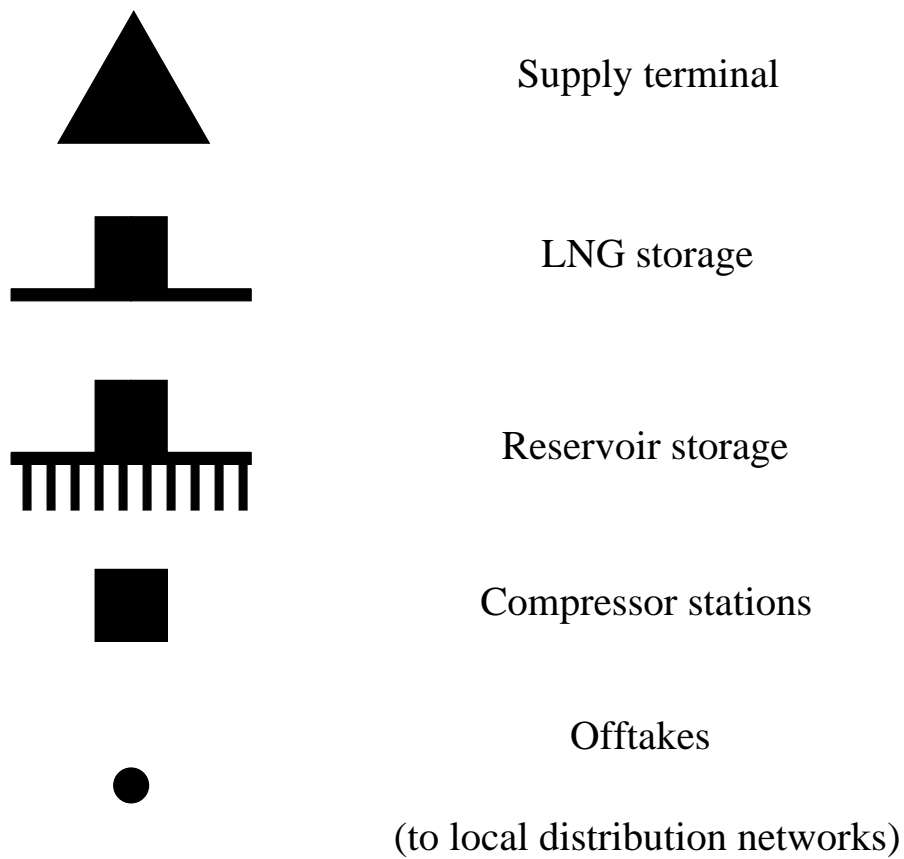 Supply terminal
LNG storage
Reservoir storage
Compressor stations
Offtakes
(to local distribution networks)